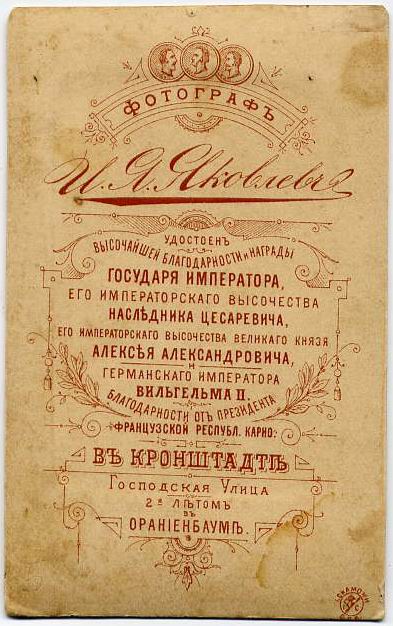 ФОТОГРАФЪ
И. Я. Яковлевъ
УДОСТОЕНЪ
ВЫСОЧАЙШЕЙ БЛАГОДАРНОСТИ и НАГРАДЫ
ГОСУДАРЯ ИМПЕРАТОРА,
ЕГО ИМПЕРАТОРСКАГО ВЫСОЧЕСТВА
НАСЛѢДНИКА ЦЕСАРЕВИЧА,
ЕГО ИМПЕРАТОРСКАГО ВЫСОЧЕСТВА ВЕЛИКАГО КНЯЗЯ
АЛЕКСѢЯ АЛЕКСАНДРОВИЧА,
И
ГЕРМАНСКАГО ИМПЕРАТОРА
ВИЛЬГЕЛЬМА II.
БЛАГОДАРНОСТИ ОТЪ ПРЕЗИДЕНТА
ФРАНЦУЗСКОЙ РЕСПУБЛ. КАРНО.
ВЪ КРОНШТАДТѢ
Господская Улица
2я ЛѢТОМЪ
ВЪ
ОРАНІЕНБАУМѢ.